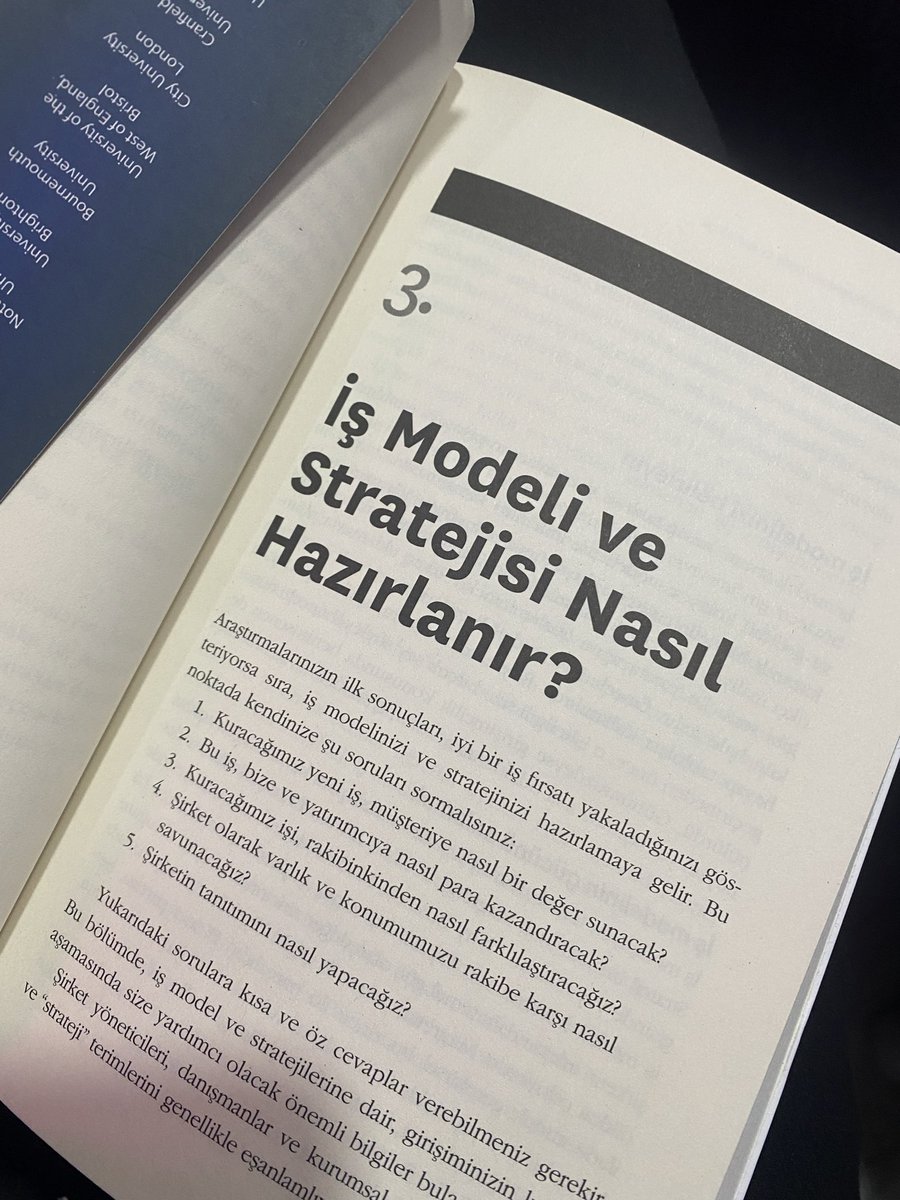 3.
İş Modeli ve
Stratejisi Nasıl
Hazırlanır?
Araştırmalarınızın ilk sonuçları, iyi bir iş fırsatı yakaladığınızı gös-
teriyorsa sıra, iş modelinizi ve stratejinizi hazırlamaya gelir. Bu
noktada kendinize şu soruları sormalısınız:
1. Kuracağımız yeni iş, müşteriye nasıl bir değer sunacak?
2. Bu iş, bize ve yatırımcıya nasıl para kazandıracak?
3. Kuracağımız işi, rakibinkinden nasıl farklılaştıracağız?
4. Şirket olarak varlık ve konumumuzu rakibe karşı nasıl
savunacağız?
5. Şirketin tanıtımını nasıl yapacağız?
Yukarıdaki sorulara kısa ve öz cevaplar verebilmeniz gerekir.
Bu bölümde, iş model ve stratejilerine dair, girişiminizin
aşamasında size yardımcı olacak önemli bilgiler
Şirket yöneticileri, danışmanlar ve kurumsal
ve “strateji” terimlerini genellikle
Cranfield
City University
London
University of the
West of England,
Bristol
Bournemouth
University
Brighton